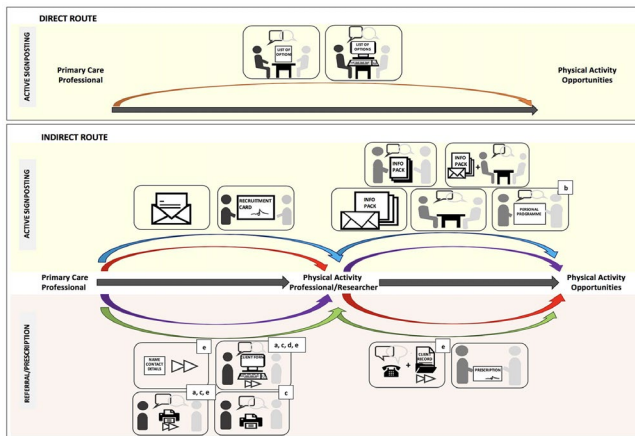 DIRECT ROUTE
ACTIVE SIGNPOSTING
LIST OF
OPTIONS
LIST OF
OPTIONS
Primary Care
Professional
Physical Activity
Opportunities
INDIRECT ROUTE
ACTIVE SIGNPOSTING
INFO
PACK
INFO
PACK
+
RECRUITMENT
CARD
INFO
PACK
b
PERSONAL
PROGRAMME
Primary Care
Professional
Physical Activity
Professional/Researcher
Physical Activity
Opportunities
REFERRAL/PRESCRIPTION
e
NAME
CONTACT
DETAILS
a, c, d, e
CLIENT FORM
a, c, e
c
e
+
CLIENT
RECORD
PRESCRIPTION